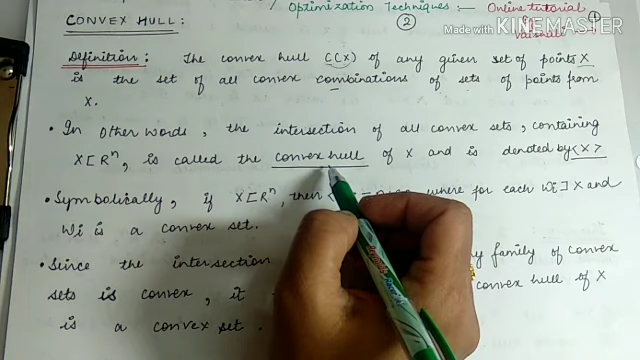 Optimization Techniques : Online tutorial
② ①
Made with KINEMASTER
Vaishali
CONVEX HULL :
Definition : The convex hull C(X) of any given set of points X
is the set of all convex combinations of sets of points from
X.
• In other words, the intersection of all convex sets, containing
X⊏Rⁿ, is called the convex hull of X and is denoted by <X>
Symbolically, if X⊏Rⁿ, then where for each Wi ⊐ X and
Wi is a convex set.
• Since the intersection any family of convex
sets is convex, it convex hull of X
is a convex set.